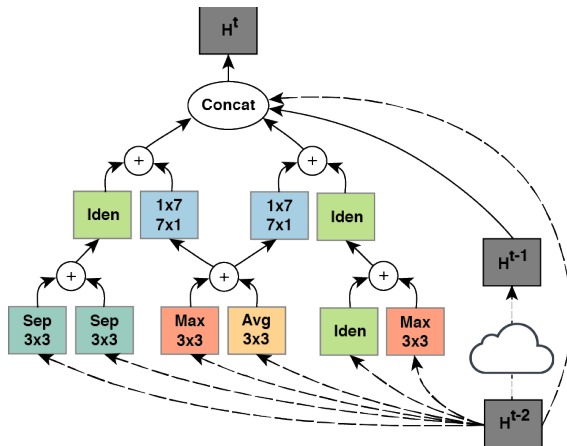 H^t
Concat
+ +
Iden
1x7
7x1
1x7
7x1
Iden
+ + +
H^t-1
Sep
3x3
Sep
3x3
Max
3x3
Avg
3x3
Iden
Max
3x3
H^t-2